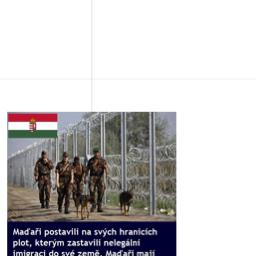 Maďaři postavili na svých hranicích
plot, kterým zastavili nelegální
imigraci do své země. Maďaři mají